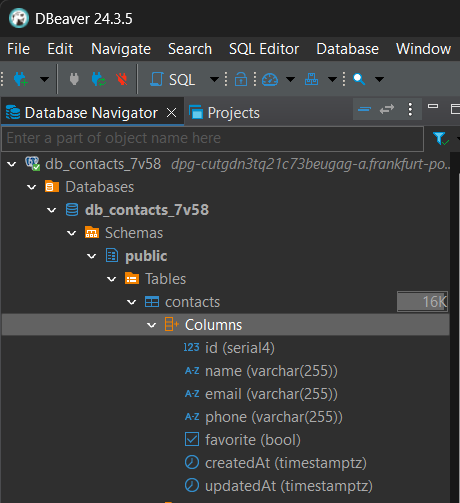 DBeaver 24.3.5
File Edit Navigate Search SQL Editor Database Window
SQL
Database Navigator Projects
Enter a part of object name here
db_contacts_7v58 dpg-cutgdn3tq21c73beugag-a.frankfurt-po...
Databases
db_contacts_7v58
Schemas
public
Tables
contacts 16K
Columns
123 id (serial4)
A-Z name (varchar(255))
A-Z email (varchar(255))
A-Z phone (varchar(255))
favorite (bool)
createdAt (timestamptz)
updatedAt (timestamptz)